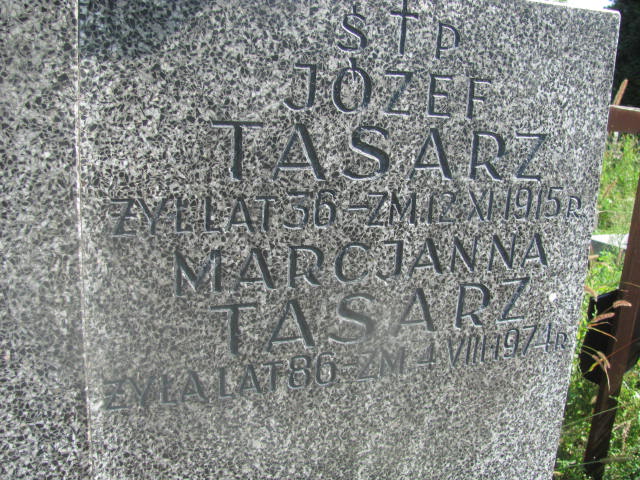 Ś † P
JÓZEF
TASARZ
ŻYŁ LAT 36 – ZM. 12 XI 1915 R.
MARCJANNA
TASARZ
ŻYŁA LAT 86 – ZM 4 VIII 1974 R.